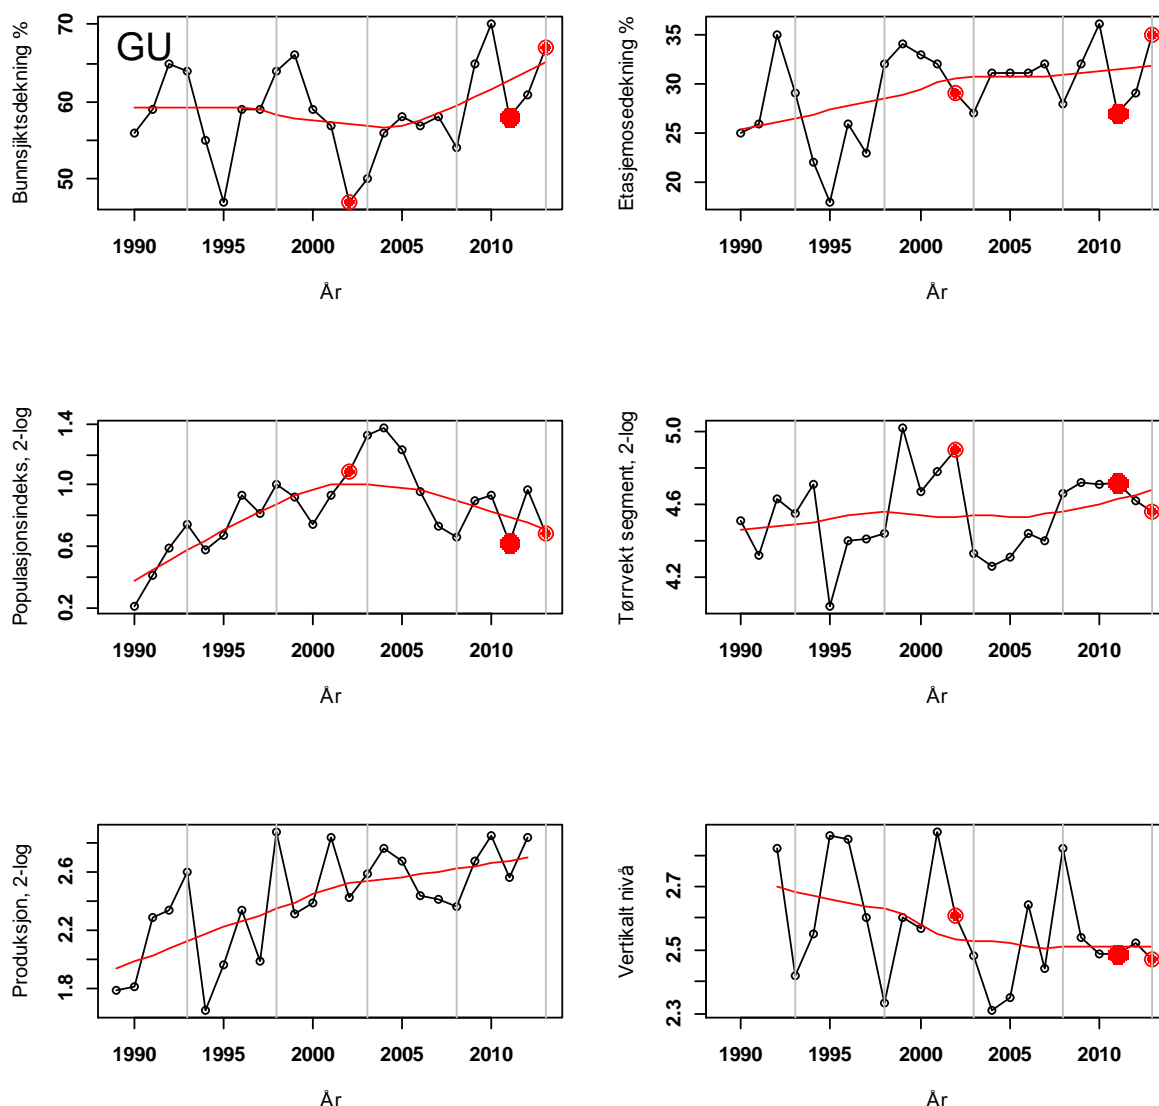 GU
Bunnsjiktsdekning %
50
60
70
1990 1995 2000 2005 2010
År
Etasjemosedekning %
20
25
30
35
1990 1995 2000 2005 2010
År
Populasjonsindeks, 2-log
0.2
0.6
1.0
1.4
1990 1995 2000 2005 2010
År
Tørrvekt segment, 2-log
4.2
4.6
5.0
1990 1995 2000 2005 2010
År
Produksjon, 2-log
1.8
2.2
2.6
1990 1995 2000 2005 2010
År
Vertikalt nivå
2.3
2.5
2.7
1990 1995 2000 2005 2010
År